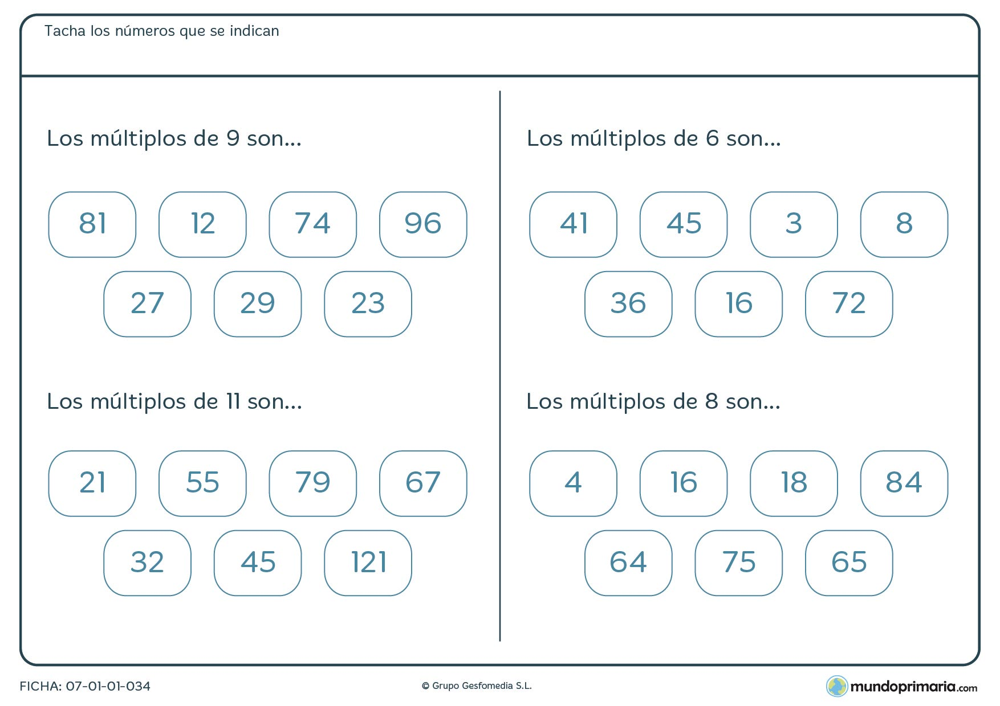 Tacha los números que se indican
Los múltiplos de 9 son...
81 12 74 96
27 29 23
Los múltiplos de 6 son...
41 45 3 8
36 16 72
Los múltiplos de 11 son...
21 55 79 67
32 45 121
Los múltiplos de 8 son...
4 16 18 84
64 75 65
FICHA: 07-01-01-034
© Grupo Gesfomedia S.L.
mundoprimaria.com